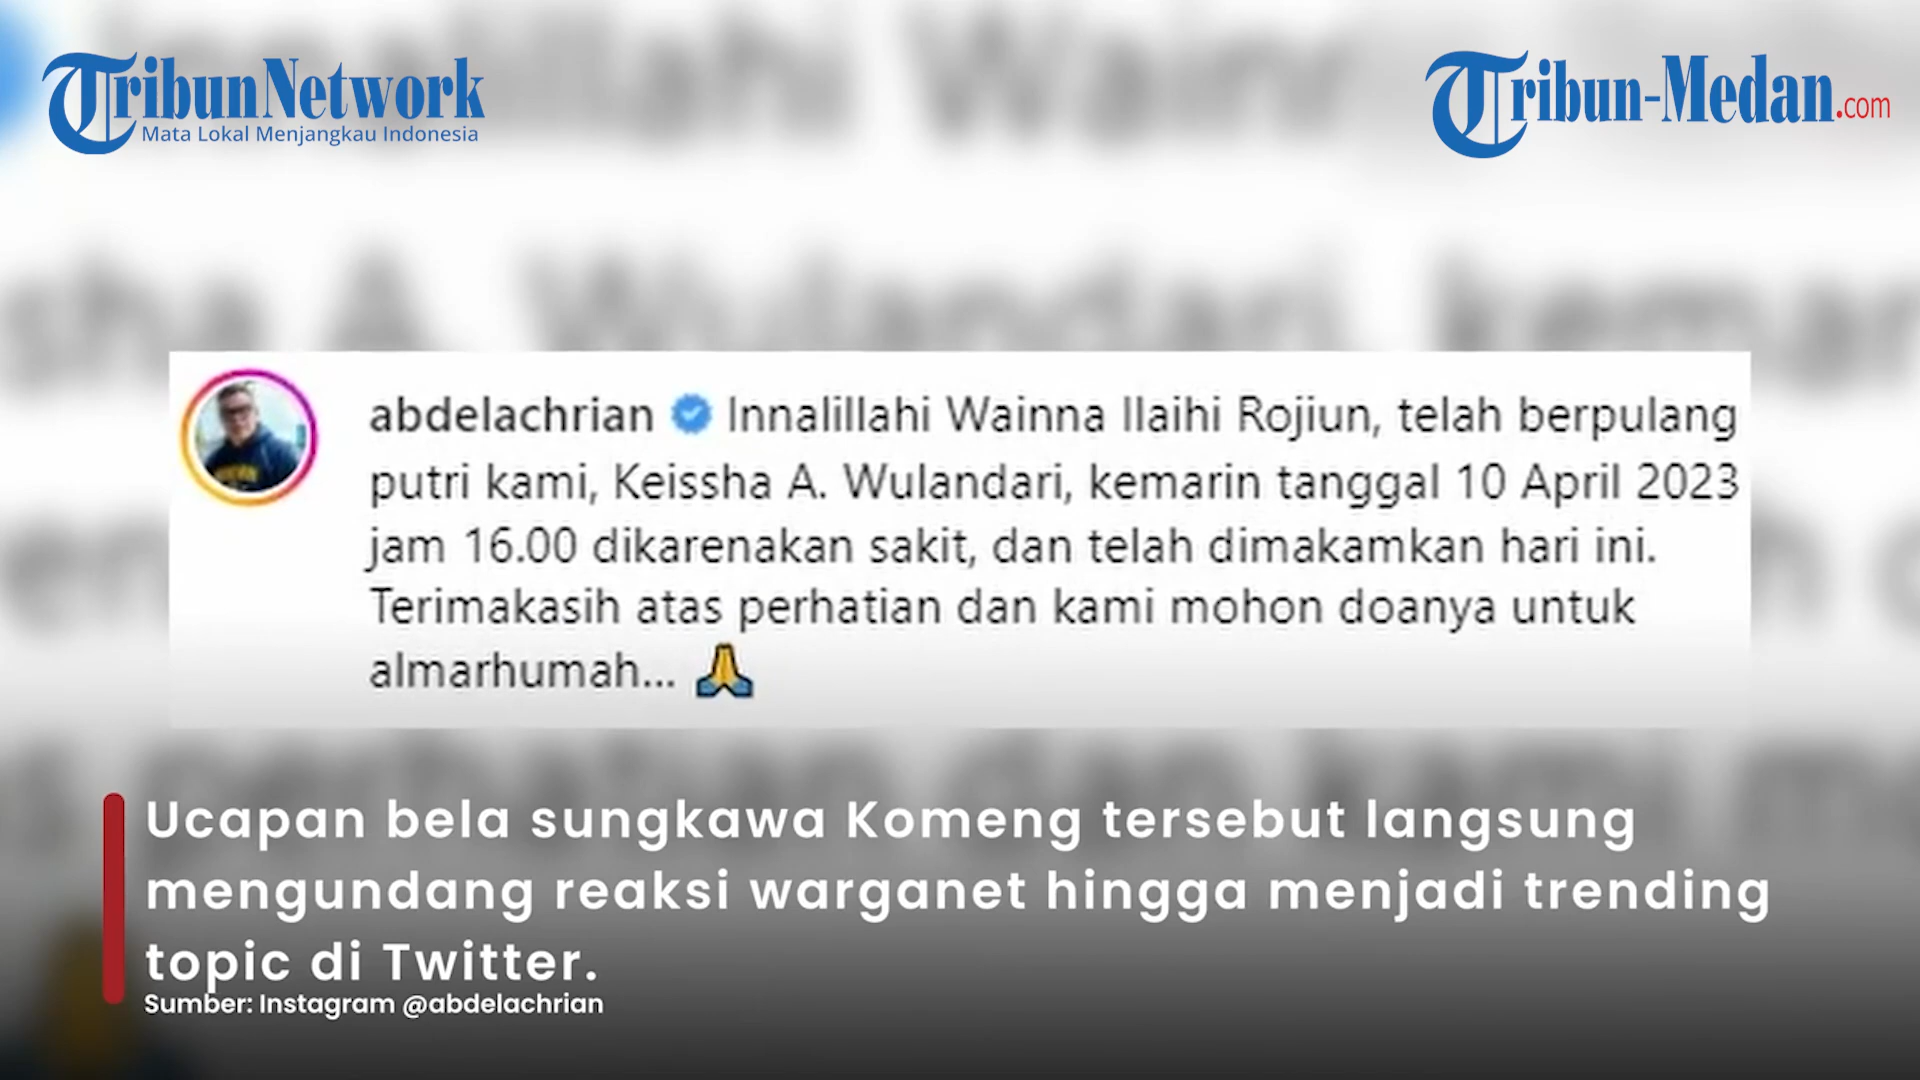 TribunNetwork
Mata Lokal Menjangkau Indonesia
Tribun-Medan.com
abdelachrian Innalillahi Wainna Ilaihi Rojiun, telah berpulang
putri kami, Keissha A. Wulandari, kemarin tanggal 10 April 2023
jam 16.00 dikarenakan sakit, dan telah dimakamkan hari ini.
Terimakasih atas perhatian dan kami mohon doanya untuk
almarhumah... 🙏
Ucapan bela sungkawa Komeng tersebut langsung
mengundang reaksi warganet hingga menjadi trending
topic di Twitter.
Sumber: Instagram @abdelachrian